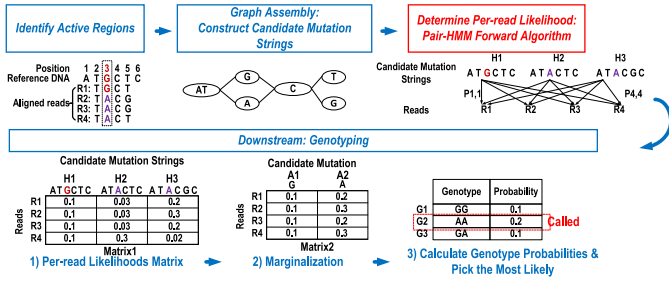 Identify Active Regions
Graph Assembly:
Construct Candidate Mutation
Strings
Determine Per-read Likelihood:
Pair-HMM Forward Algorithm
Position 1 2 3 4 5 6
Reference DNA A T G C T C
Aligned reads
R1: T G C T
R2: T A C G
R3: T A C G
R4: T A C T
AT
G
A
C
T
G
Candidate Mutation
Strings
H1 H2 H3
ATGCTC ATACTC ATACGC
P1,1 P4,4
Reads R1 R2 R3 R4
Downstream: Genotyping
Candidate Mutation Strings
H1 H2 H3
ATGCTC ATACTC ATACGC
Reads
R1 0.1 0.03 0.2
R2 0.1 0.03 0.3
R3 0.1 0.03 0.2
R4 0.1 0.3 0.02
Matrix1
1) Per-read Likelihoods Matrix
Candidate Mutation
A1 A2
G A
Reads
R1 0.1 0.2
R2 0.1 0.3
R3 0.1 0.2
R4 0.1 0.3
Matrix2
2) Marginalization
Genotype Probability
G1 GG 0.1
G2 AA 0.2 Called
G3 GA 0.1
3) Calculate Genotype Probabilities &
Pick the Most Likely